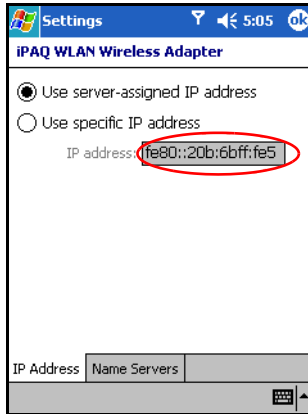 Settings 5:05 ok
iPAQ WLAN Wireless Adapter
Use server-assigned IP address
Use specific IP address
IP address: fe80::20b:6bff:fe5
IP Address Name Servers